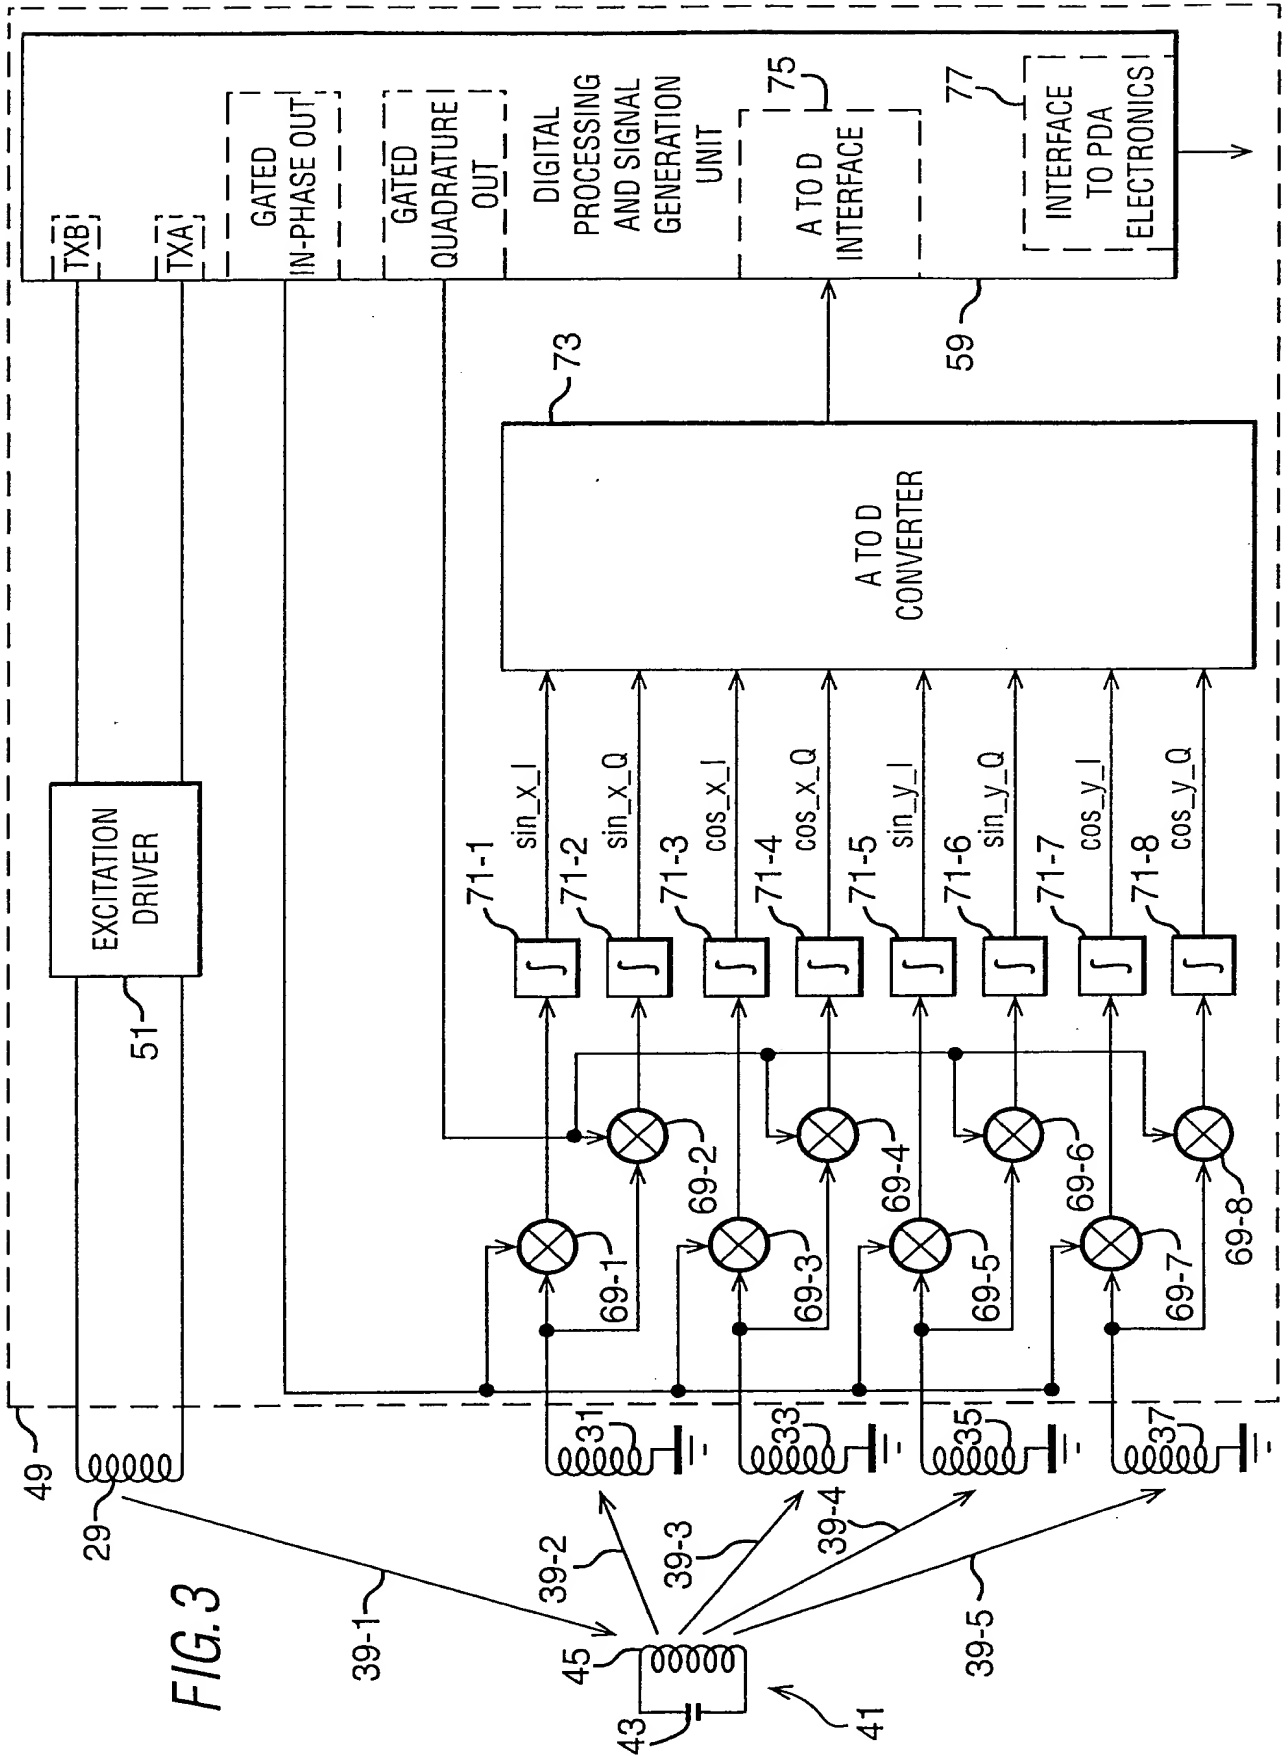 FIG. 3
49
29
39-1
51
EXCITATION
DRIVER
TXB
TXA
GATED
IN-PHASE OUT
GATED
QUADRATURE
OUT
DIGITAL
PROCESSING
AND SIGNAL
GENERATION
UNIT
75
A TO D
INTERFACE
77
INTERFACE
TO PDA
ELECTRONICS
59
73
A TO D
CONVERTER
sin_x_I
sin_x_Q
cos_x_I
cos_x_Q
sin_y_I
sin_y_Q
cos_y_I
cos_y_Q
71-1
71-2
71-3
71-4
71-5
71-6
71-7
71-8
∫
∫
∫
∫
∫
∫
∫
∫
69-1
69-2
69-3
69-4
69-5
69-6
69-7
69-8
31
33
35
37
39-2
39-3
39-4
39-5
45
43
41